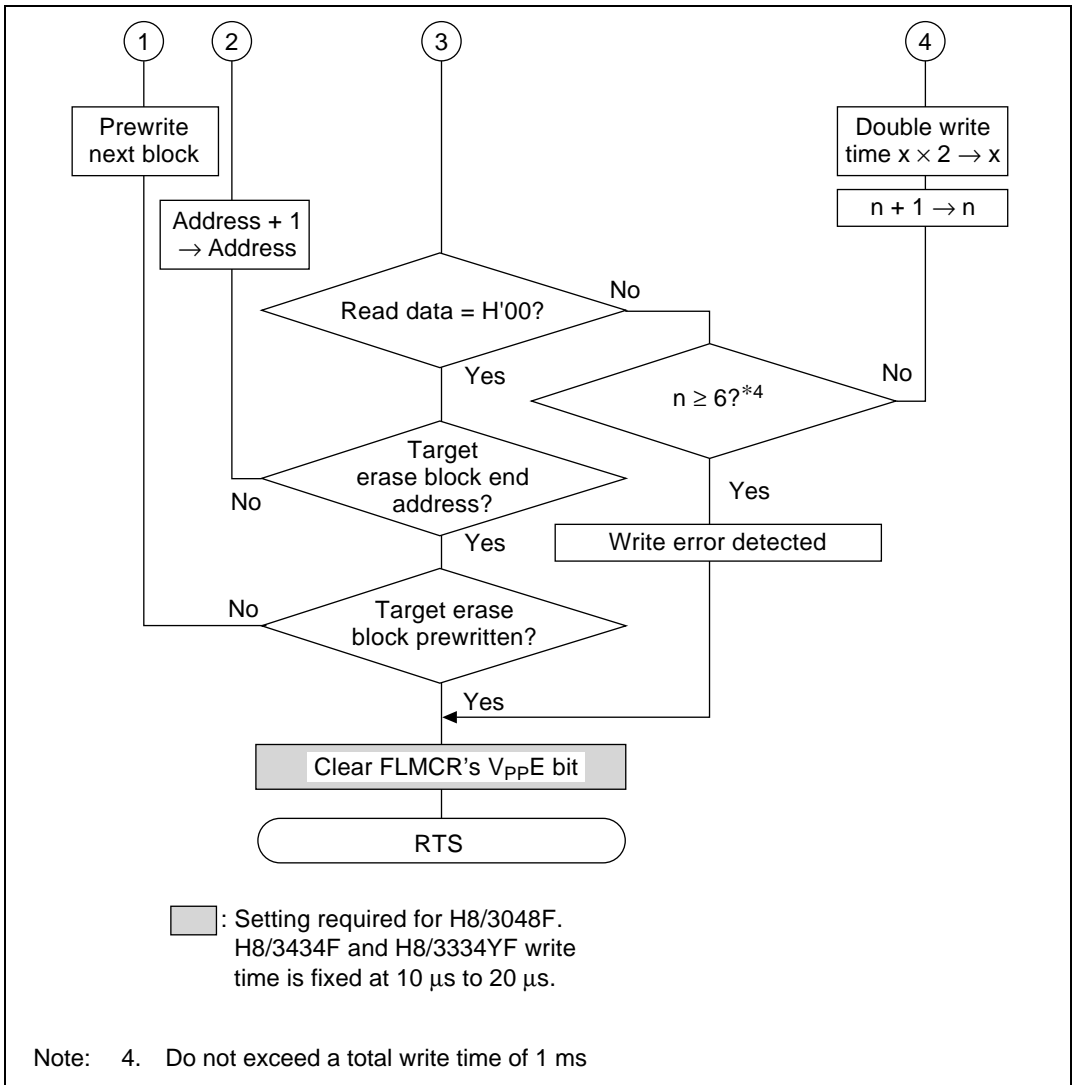 1
2
3
4
Prewrite
next block
Double write
time x × 2 → x
n + 1 → n
Address + 1
→ Address
Read data = H'00?
No
Yes
n ≥ 6?*4
No
Target
erase block end
address?
No
Yes
Yes
Write error detected
No
Target erase
block prewritten?
Yes
Clear FLMCR's VPPE bit
RTS
: Setting required for H8/3048F.
H8/3434F and H8/3334YF write
time is fixed at 10 μs to 20 μs.
Note: 4. Do not exceed a total write time of 1 ms